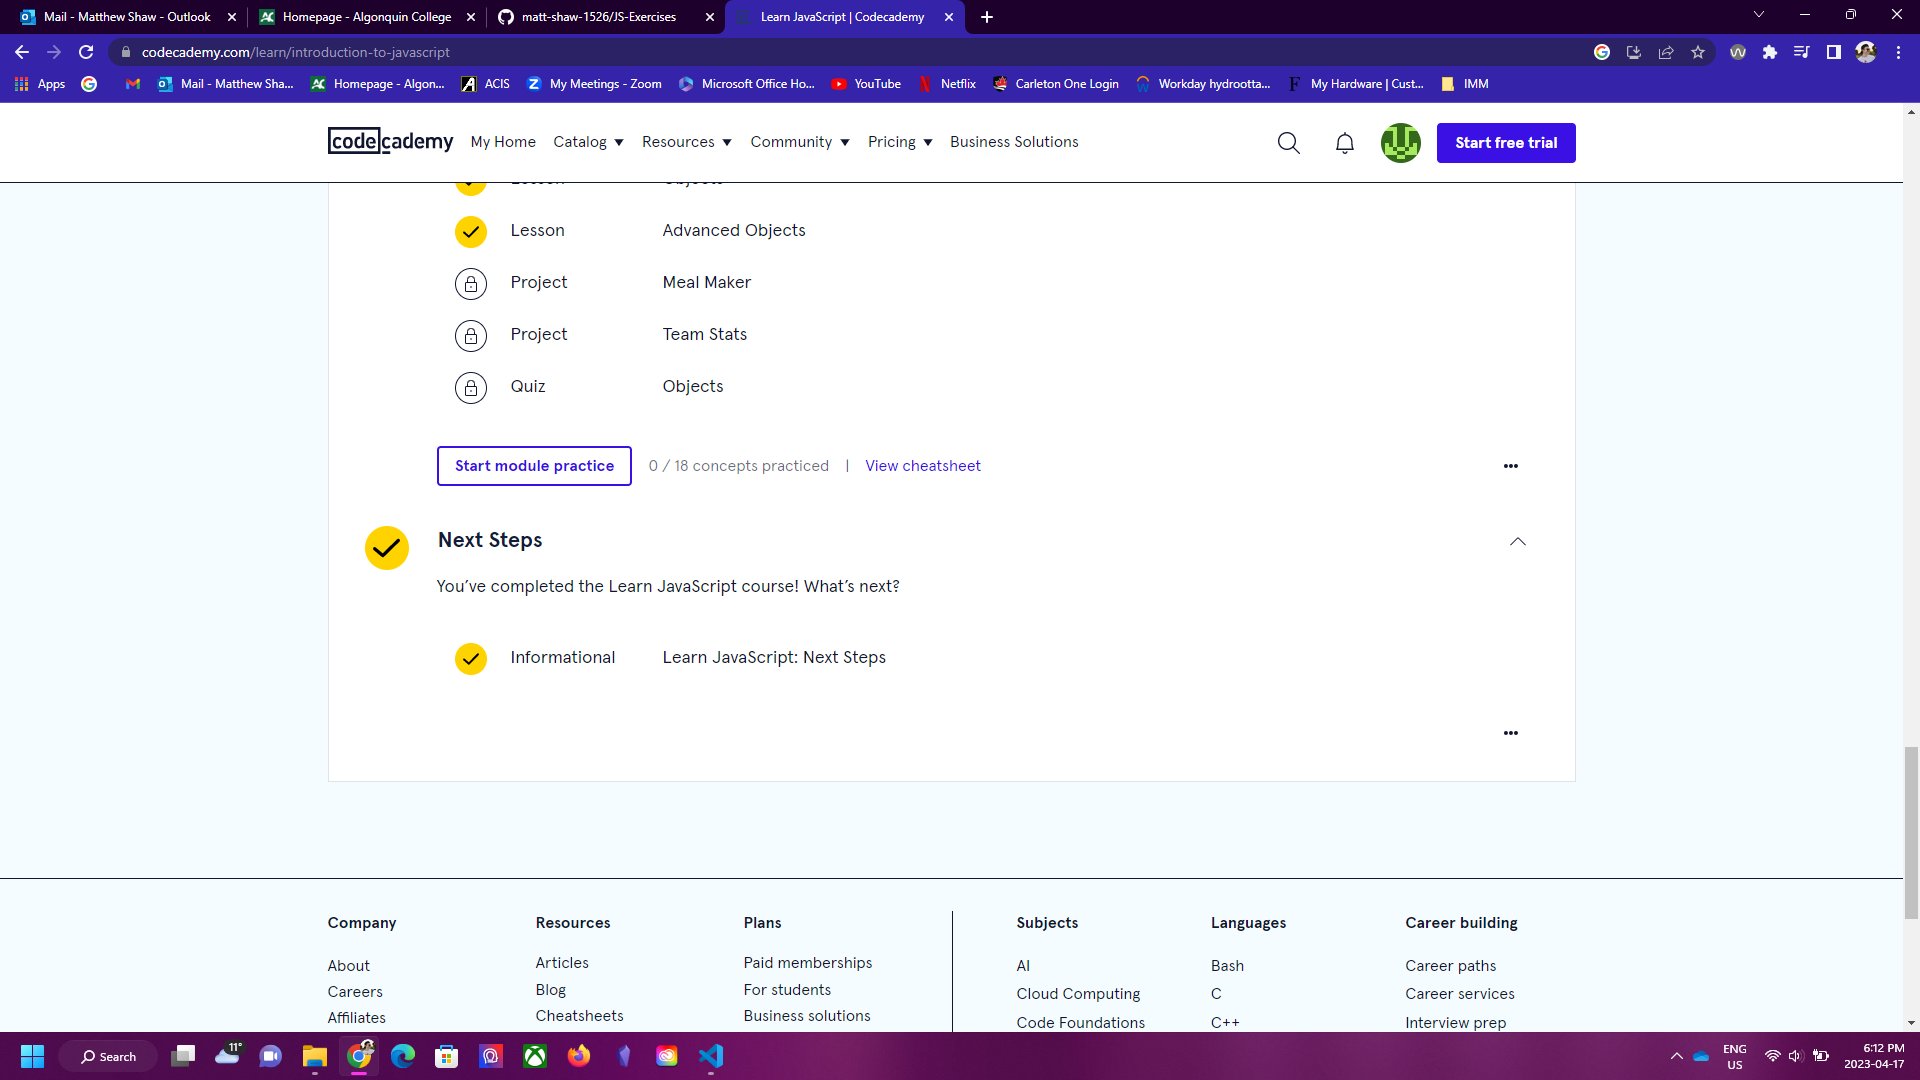 Mail - Matthew Shaw - Outlook
Homepage - Algonquin College
matt-shaw-1526/JS-Exercises
Learn JavaScript | Codecademy
codecademy.com/learn/introduction-to-javascript
Apps
Mail - Matthew Sha...
Homepage - Algon...
ACIS
My Meetings - Zoom
Microsoft Office Ho...
YouTube
Netflix
Carleton One Login
Workday hydrootta...
My Hardware | Cust...
IMM
codecademy
My Home
Catalog
Resources
Community
Pricing
Business Solutions
Start free trial
Lesson Objects
Lesson Advanced Objects
Project Meal Maker
Project Team Stats
Quiz Objects
Start module practice 0 / 18 concepts practiced | View cheatsheet
Next Steps
You’ve completed the Learn JavaScript course! What’s next?
Informational Learn JavaScript: Next Steps
Company
About
Careers
Affiliates
Resources
Articles
Blog
Cheatsheets
Plans
Paid memberships
For students
Business solutions
Subjects
AI
Cloud Computing
Code Foundations
Languages
Bash
C
C++
Career building
Career paths
Career services
Interview prep
Search
11°
ENG
US
6:12 PM
2023-04-17